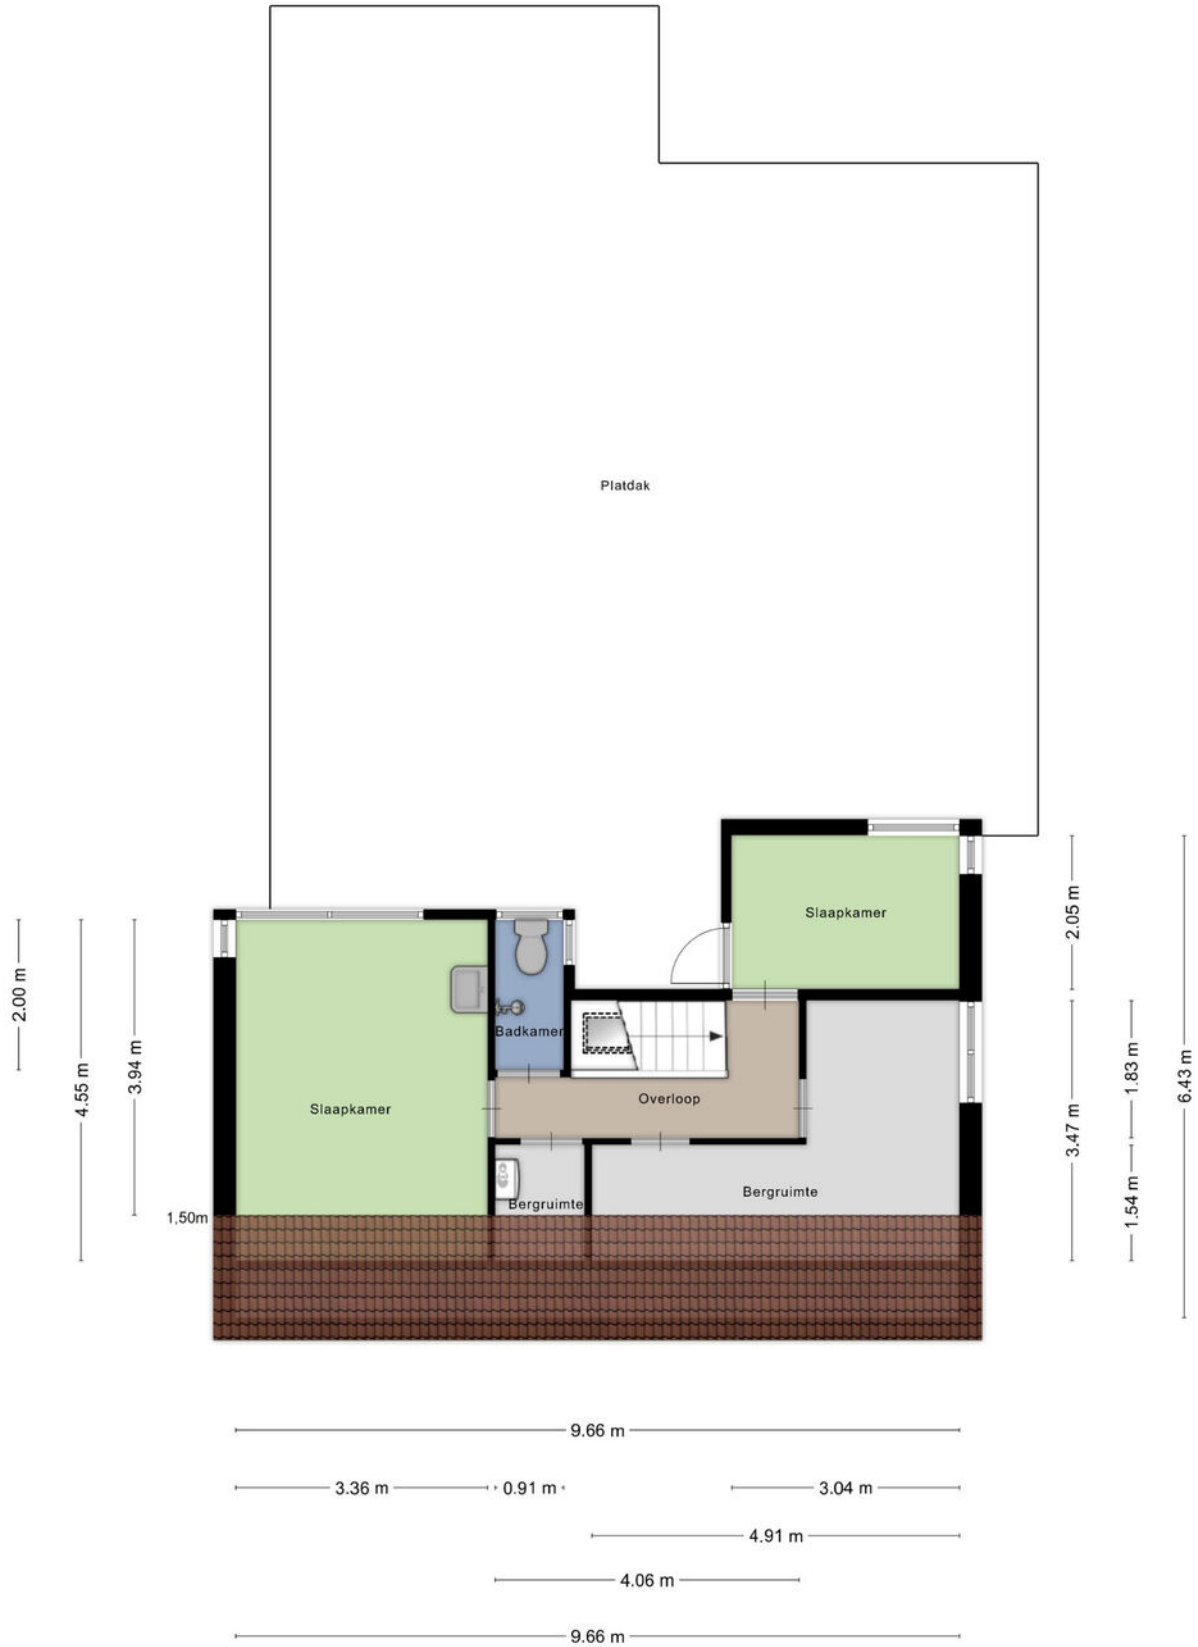 Platdak
Slaapkamer
2.05 m
2.00 m
3.94 m
4.55 m
Badkamer
Overloop
Slaapkamer
1.83 m
6.43 m
3.47 m
Bergruimte
Bergruimte
1.54 m
1,50m
9.66 m
3.36 m
0.91 m
3.04 m
4.91 m
4.06 m
9.66 m